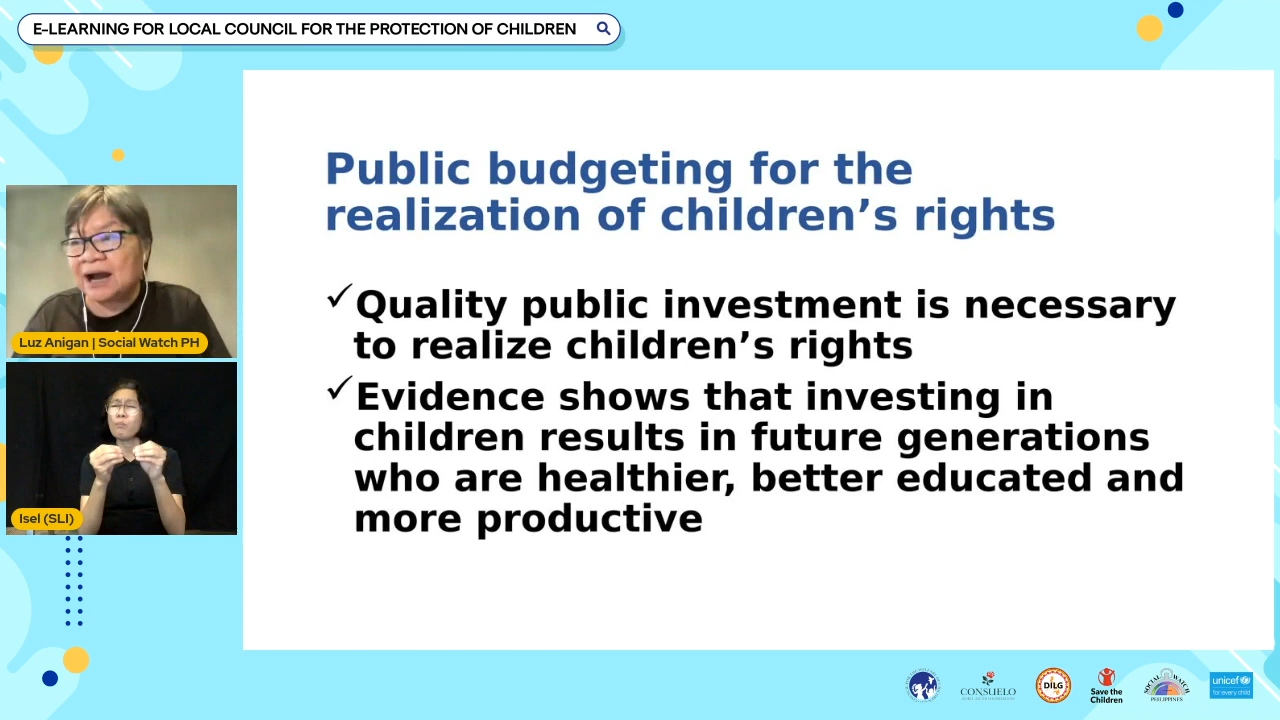 E-LEARNING FOR LOCAL COUNCIL FOR THE PROTECTION OF CHILDREN
Public budgeting for the
realization of children’s rights
✓Quality public investment is necessary
to realize children’s rights
✓Evidence shows that investing in
children results in future generations
who are healthier, better educated and
more productive
Luz Anigan | Social Watch PH
Isel (SLI)
CONSUELO
DILG
Save the
Children
SOCIAL WATCH
PHILIPPINES
unicef
for every child